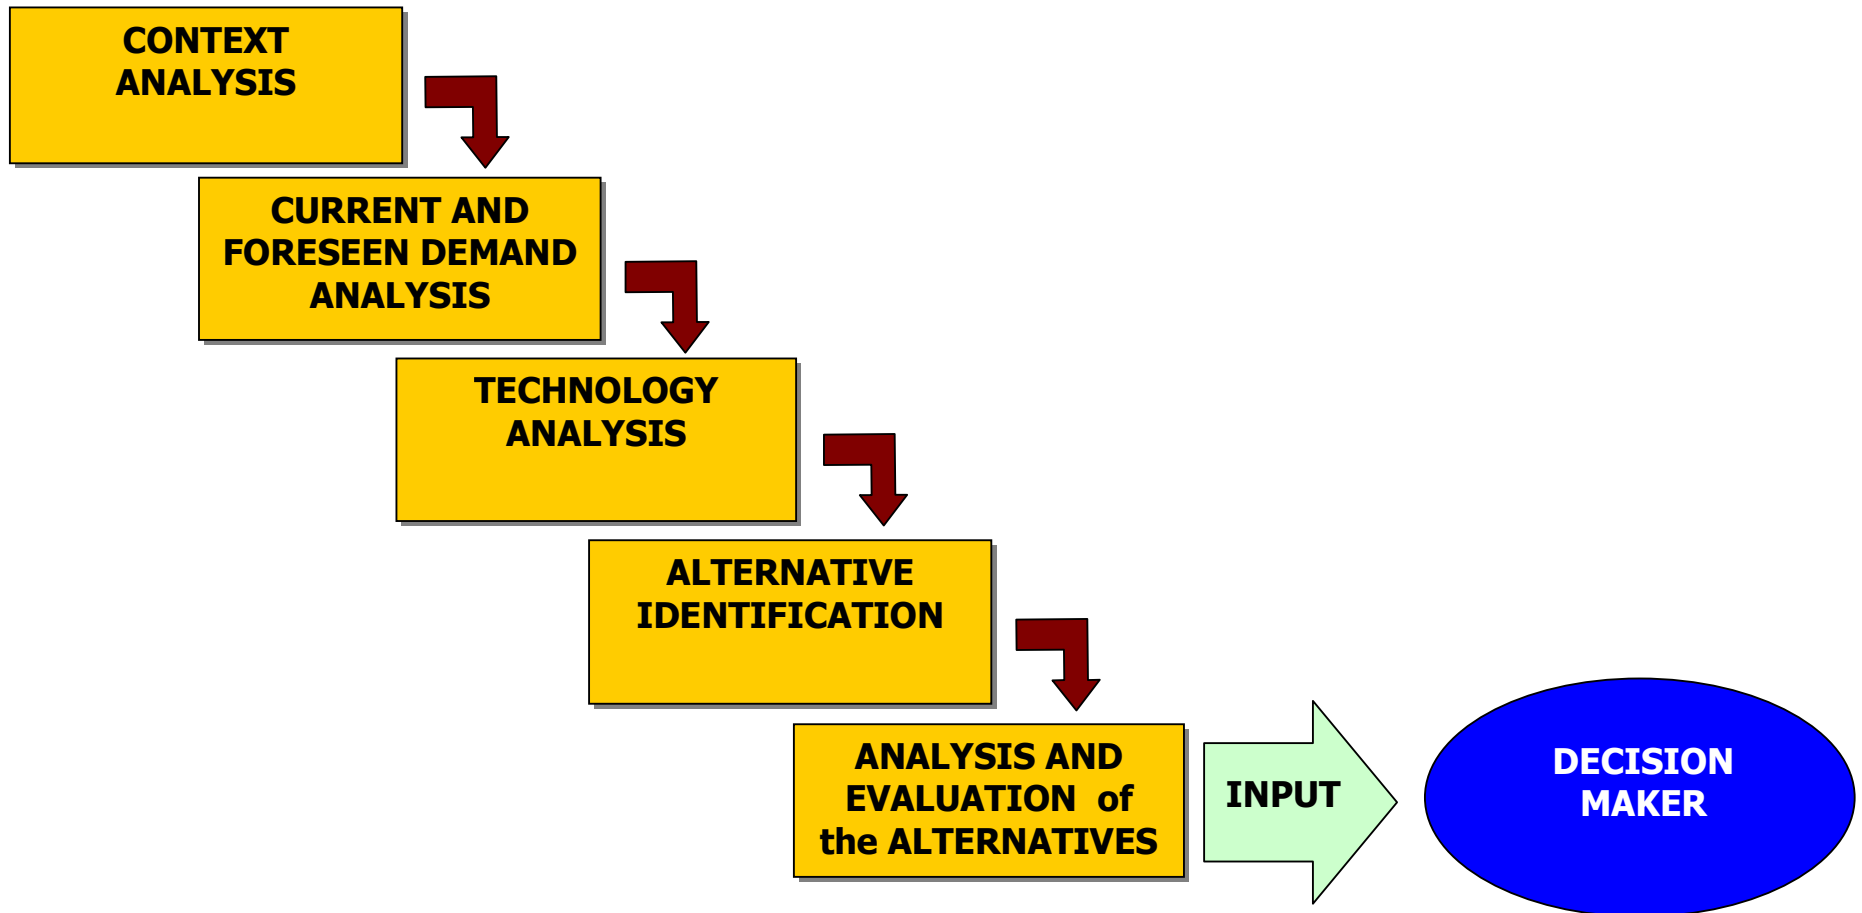 CONTEXT
ANALYSIS
CURRENT AND
FORESEEN DEMAND
ANALYSIS
TECHNOLOGY
ANALYSIS
ALTERNATIVE
IDENTIFICATION
ANALYSIS AND
EVALUATION of
the ALTERNATIVES
INPUT
DECISION
MAKER